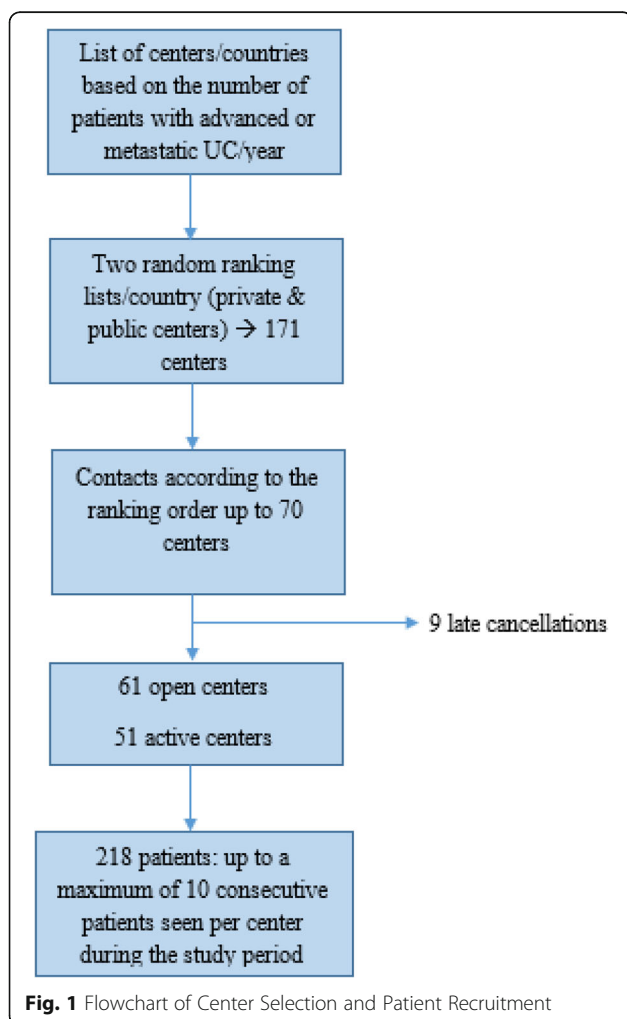 List of centers/countries
based on the number of
patients with advanced or
metastatic UC/year
Two random ranking
lists/country (private &
public centers) → 171
centers
Contacts according to the
ranking order up to 70
centers
9 late cancellations
61 open centers
51 active centers
218 patients: up to a
maximum of 10 consecutive
patients seen per center
during the study period
Fig. 1 Flowchart of Center Selection and Patient Recruitment